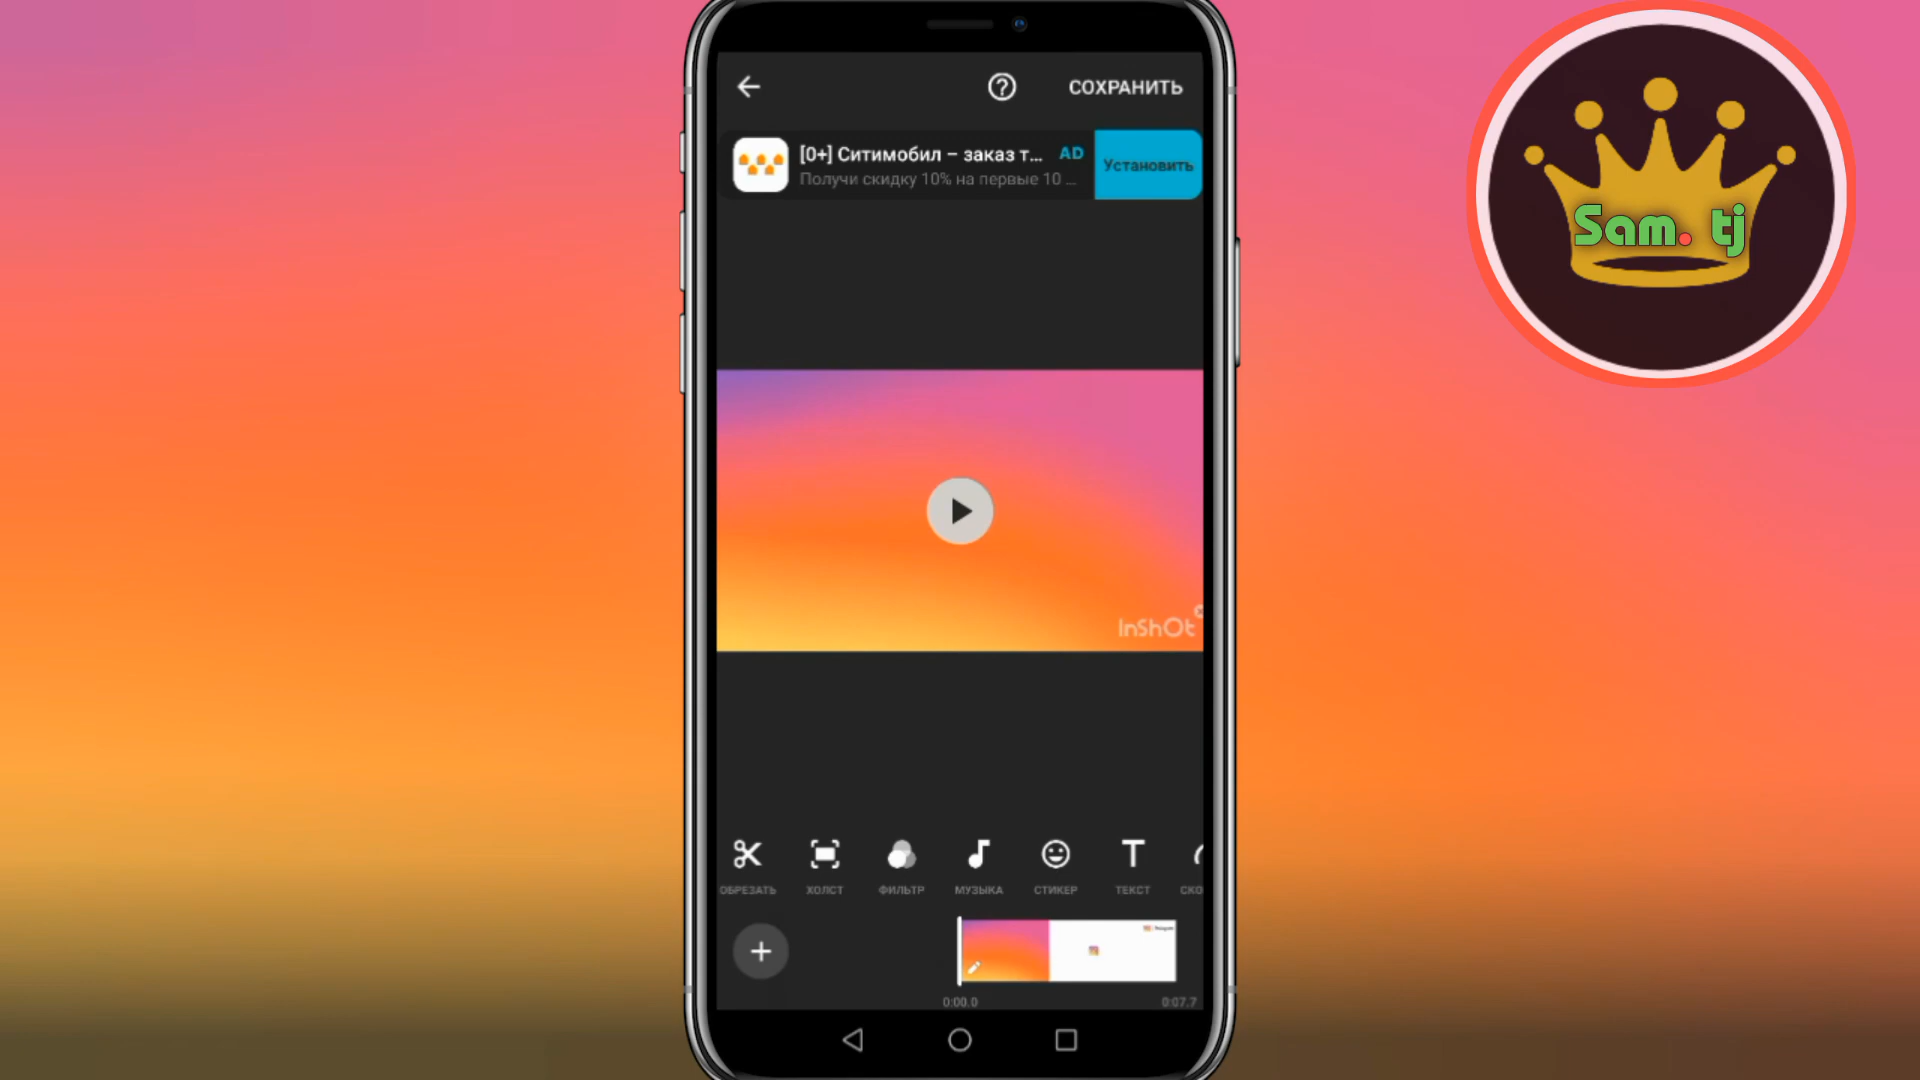 СОХРАНИТЬ
[0+] Ситимобил – заказ т... AD
Получи скидку 10% на первые 10 ...
Установить
Sam. tj
InShOt
ОБРЕЗАТЬ ХОЛСТ ФИЛЬТР МУЗЫКА СТИКЕР ТЕКСТ СКО
0:00.0 0:07.7